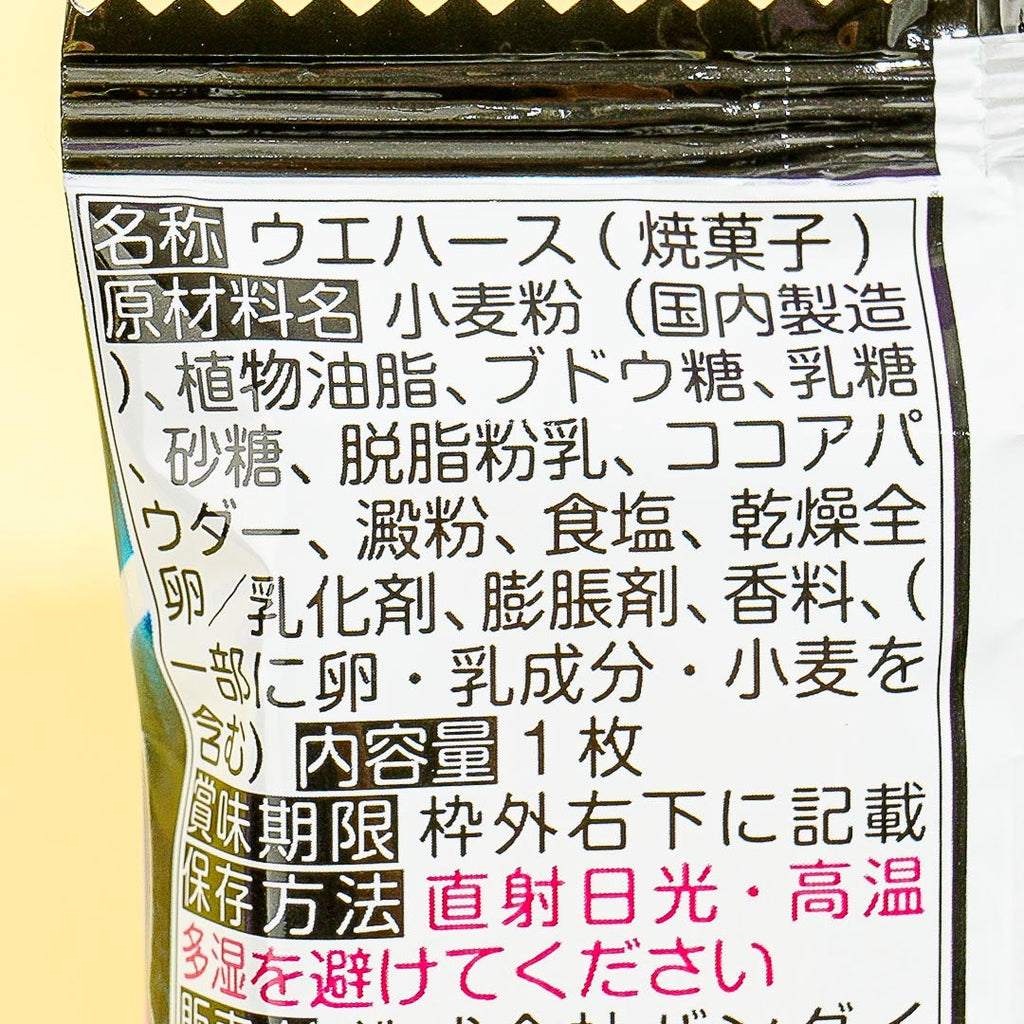 名称 ウエハース(焼菓子)
原材料名 小麦粉 (国内製造
)、植物油脂、ブドウ糖、乳糖
、砂糖、脱脂粉乳、ココアパ
ウダー、澱粉、食塩、乾燥全
卵/乳化剤、膨脹剤、香料、(
一部に卵・乳成分・小麦を
含む) 内容量 1枚
賞味期限 枠外右下に記載
保存方法 直射日光・高温
多湿を避けてください